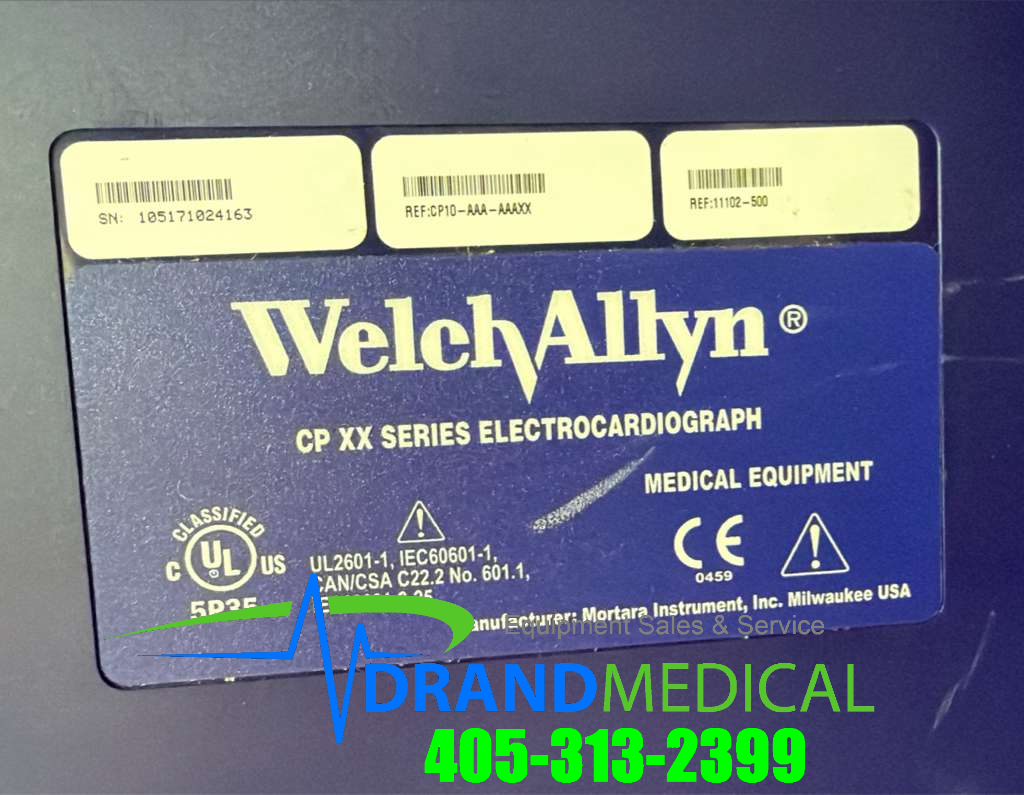 SN: 105171024163
REF:CP10-AAA-AAAXX
REF:11102-500
WelchAllyn®
CP XX SERIES ELECTROCARDIOGRAPH
MEDICAL EQUIPMENT
CLASSIFIED
C UL US
UL2601-1, IEC60601-1,
CAN/CSA C22.2 No. 601.1,
CE
0459
Manufacturer: Mortara Instrument, Inc. Milwaukee USA
Equipment Sales & Service
DRANDMEDICAL
405-313-2399